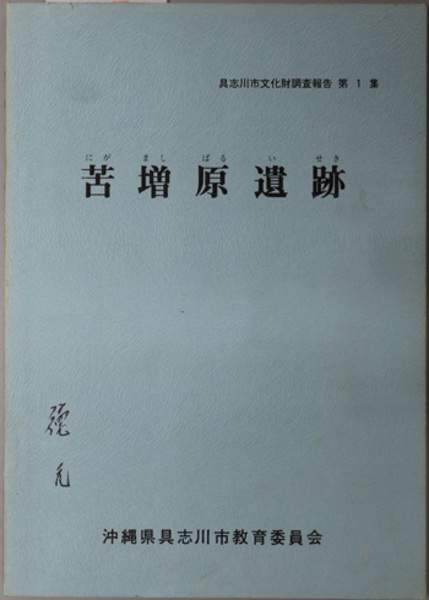 具志川市文化財調査報告 第 1 集
にが まし ばる い せき
苦増原遺跡
沖縄県具志川市教育委員会